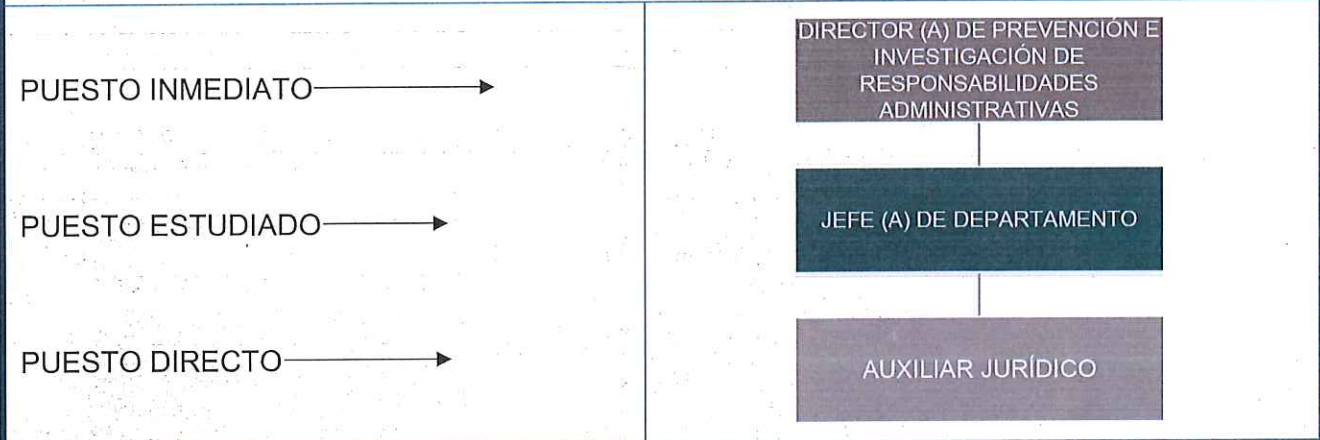 PUESTO INMEDIATO
DIRECTOR (A) DE PREVENCIÓN E
INVESTIGACIÓN DE
RESPONSABILIDADES
ADMINISTRATIVAS
PUESTO ESTUDIADO
JEFE (A) DE DEPARTAMENTO
PUESTO DIRECTO
AUXILIAR JURÍDICO